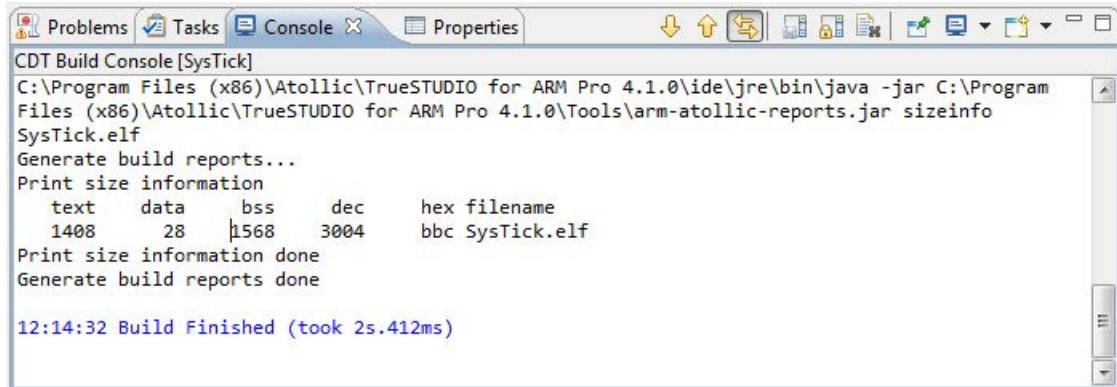 Problems Tasks Console Properties
CDT Build Console [SysTick]
C:\Program Files (x86)\Atollic\TrueSTUDIO for ARM Pro 4.1.0\ide\jre\bin\java -jar C:\Program
Files (x86)\Atollic\TrueSTUDIO for ARM Pro 4.1.0\Tools\arm-atollic-reports.jar sizeinfo
SysTick.elf
Generate build reports...
Print size information
text data bss dec hex filename
1408 28 1568 3004 bbc SysTick.elf
Print size information done
Generate build reports done
12:14:32 Build Finished (took 2s.412ms)